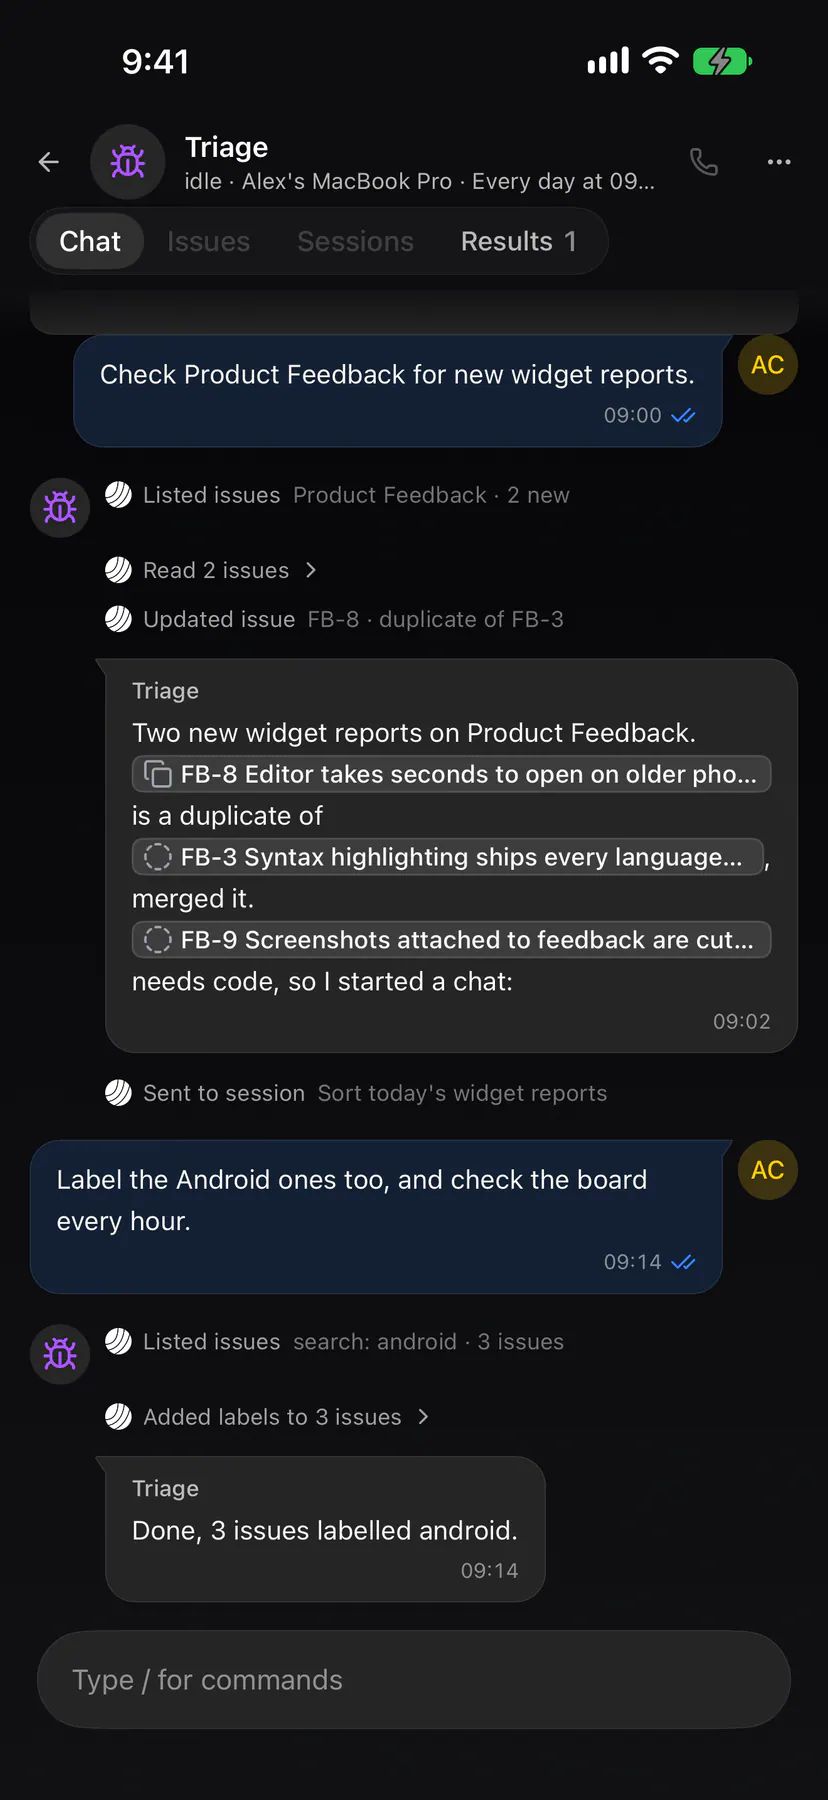 9:41
Triage
idle · Alex's MacBook Pro · Every day at 09...
Chat Issues Sessions Results 1
Check Product Feedback for new widget reports.
AC
09:00
Listed issues Product Feedback · 2 new
Read 2 issues
Updated issue FB-8 · duplicate of FB-3
Triage
Two new widget reports on Product Feedback.
FB-8 Editor takes seconds to open on older pho...
is a duplicate of
FB-3 Syntax highlighting ships every language... ,
merged it.
FB-9 Screenshots attached to feedback are cut...
needs code, so I started a chat:
09:02
Sent to session Sort today's widget reports
Label the Android ones too, and check the board
every hour.
AC
09:14
Listed issues search: android · 3 issues
Added labels to 3 issues
Triage
Done, 3 issues labelled android.
09:14
Type / for commands